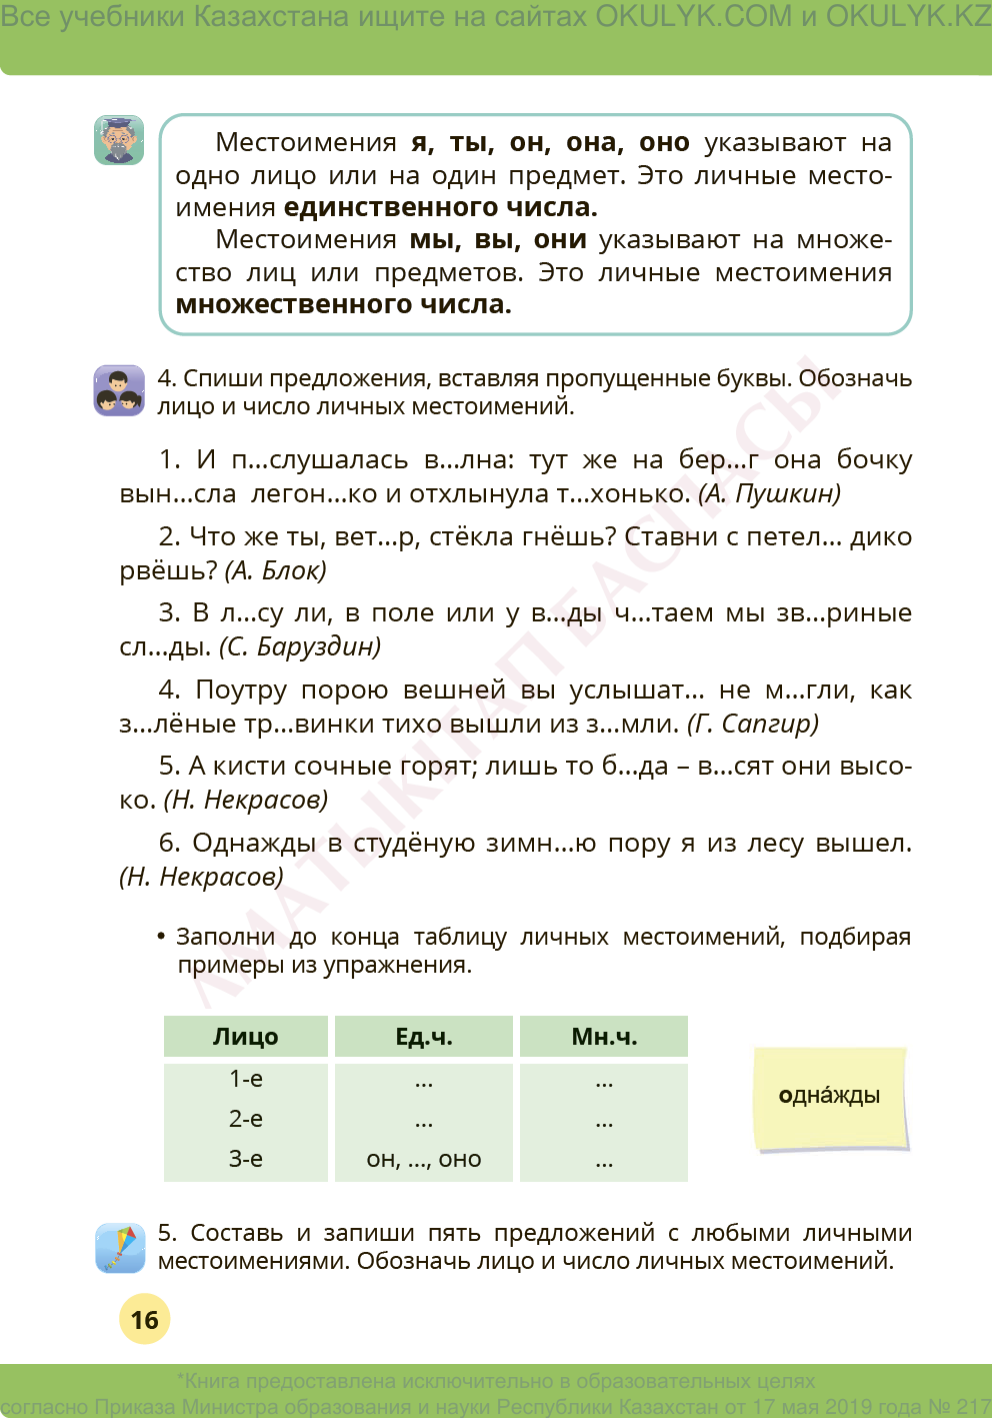 Все учебники Казахстана ищите на сайтах OKULYK.COM и OKULYK.KZ
Местоимения я, ты, он, она, оно указывают на
одно лицо или на один предмет. Это личные место-
имения единственного числа.
Местоимения мы, вы, они указывают на множе-
ство лиц или предметов. Это личные местоимения
множественного числа.
4. Спиши предложения, вставляя пропущенные буквы. Обозначь
лицо и число личных местоимений.
1. И п...слушалась в...лна: тут же на бер...г она бочку
вын...сла легон...ко и отхлынула т...хонько. (А. Пушкин)
2. Что же ты, вет...р, стёкла гнёшь? Ставни с петел... дико
рвёшь? (А. Блок)
3. В л...су ли, в поле или у в...ды ч...таем мы зв...риные
сл...ды. (С. Баруздин)
4. Поутру порою вешней вы услышат... не м...гли, как
з...лёные тр...винки тихо вышли из з...мли. (Г. Сапгир)
5. А кисти сочные горят; лишь то б...да – в...сят они высо-
ко. (Н. Некрасов)
6. Однажды в студёную зимн...ю пору я из лесу вышел.
(Н. Некрасов)
• Заполни до конца таблицу личных местоимений, подбирая
примеры из упражнения.
Лицо Ед.ч. Мн.ч.
1-е ... ...
2-е ... ...
3-е он, ..., оно ...
одна́жды
5. Составь и запиши пять предложений с любыми личными
местоимениями. Обозначь лицо и число личных местоимений.
16
*Книга предоставлена исключительно в образовательных целях
согласно Приказа Министра образования и науки Республики Казахстан от 17 мая 2019 года № 217
АЛМАТЫКІТАП БАСПАСЫ